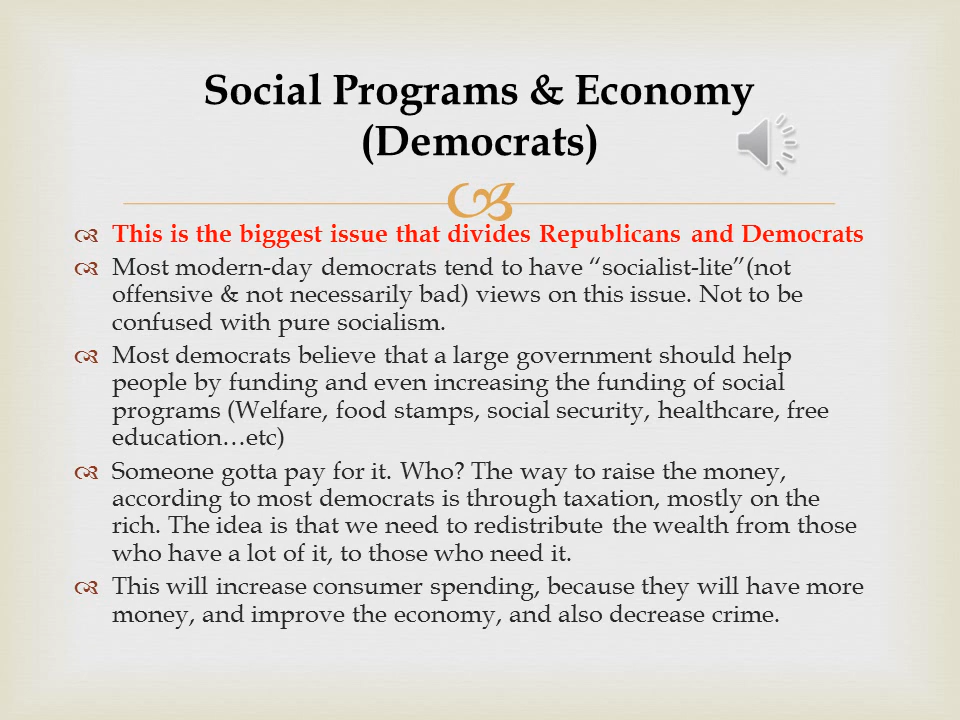 Social Programs & Economy
(Democrats)
This is the biggest issue that divides Republicans and Democrats
Most modern-day democrats tend to have “socialist-lite”(not
offensive & not necessarily bad) views on this issue. Not to be
confused with pure socialism.
Most democrats believe that a large government should help
people by funding and even increasing the funding of social
programs (Welfare, food stamps, social security, healthcare, free
education…etc)
Someone gotta pay for it. Who? The way to raise the money,
according to most democrats is through taxation, mostly on the
rich. The idea is that we need to redistribute the wealth from those
who have a lot of it, to those who need it.
This will increase consumer spending, because they will have more
money, and improve the economy, and also decrease crime.